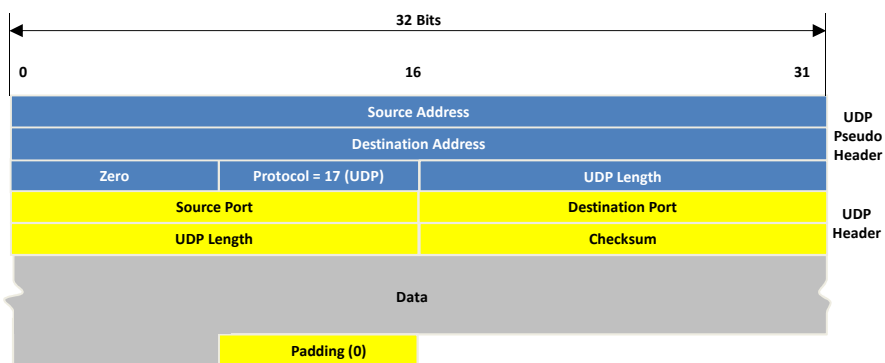 32 Bits
0 16 31
Source Address
Destination Address
Zero Protocol = 17 (UDP) UDP Length
UDP
Pseudo
Header
Source Port Destination Port
UDP Length Checksum
UDP
Header
Data
Padding (0)